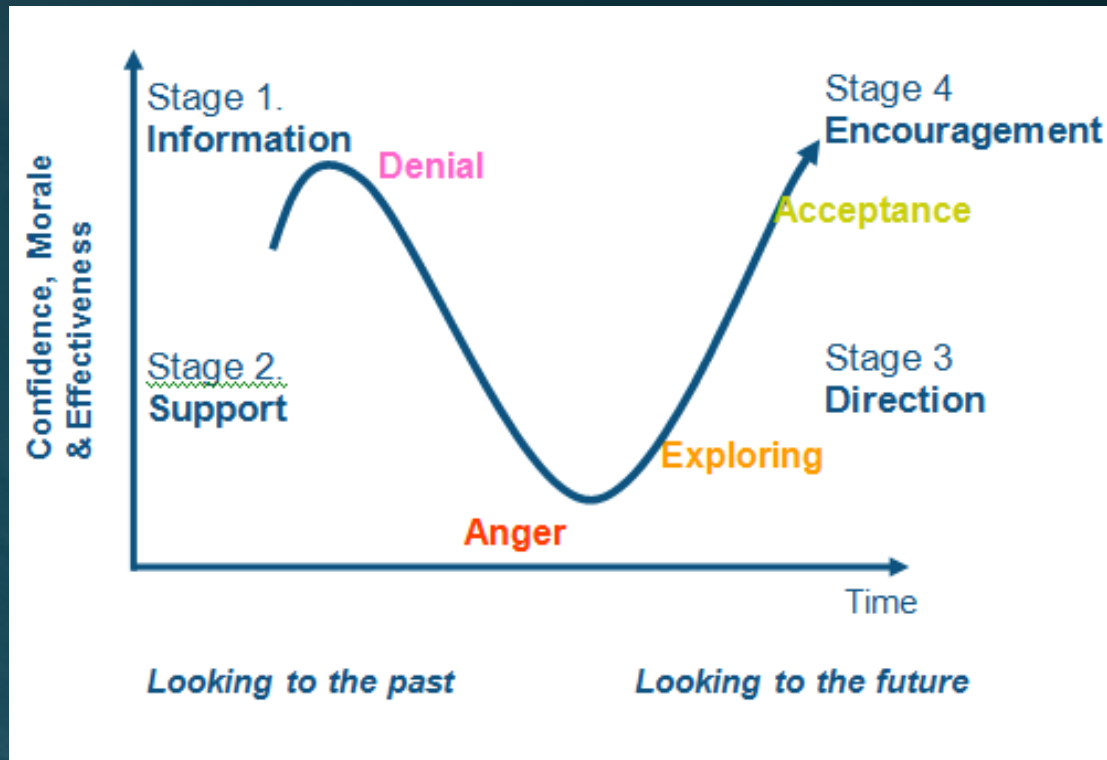 Stage 1.
Information
Denial
Stage 4
Encouragement
Acceptance
Confidence, Morale
& Effectiveness
Stage 2.
Support
Stage 3
Direction
Exploring
Anger
Time
Looking to the past
Looking to the future